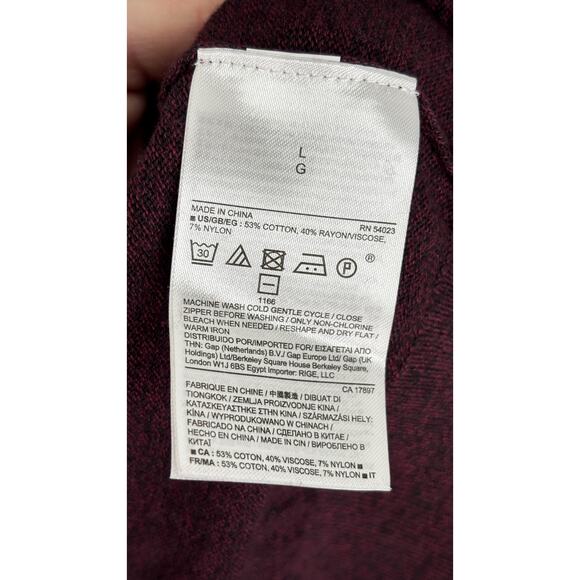 L
G
MADE IN CHINA
RN 54023
■ US/GB/EG : 53% COTTON, 40% RAYON/VISCOSE,
7% NYLON
30
P
®
1166
MACHINE WASH COLD GENTLE CYCLE / CLOSE
ZIPPER BEFORE WASHING / ONLY NON-CHLORINE
BLEACH WHEN NEEDED / RESHAPE AND DRY FLAT /
WARM IRON
DISTRIBUIDO POR/IMPORTED FOR/ΕΙΣΑΓΕΤΑΙ ΑΠΟ
ΤΗΝ: Gap (Netherlands) B.V./ Gap Europe Ltd/ Gap (UK
Holdings) Ltd/Berkeley Square House Berkeley Square,
London W1J 6BS Egypt Importer: RIGE, LLC
CA 17897
FABRIQUE EN CHINE / 中國製造 / DIBUAT DI
TIONGKOK / ZEMLJA PROIZVODNJE KINA /
ΚΑΤΑΣΚΕΥΑΣΤΗΚΕ ΣΤΗΝ ΚΙΝΑ / SZÁRMAZÁSI HELY:
KÍNA / WYPRODUKOWANO W CHINACH /
FABRICADO NA CHINA / СДЕЛАНО В КИТАЕ /
HECHO EN CHINA / MADE IN CIN / ВИРОБЛЕНО В
КИТАЇ
■ CA : 53% COTON, 40% VISCOSE, 7% NYLON
FR/MA : 53% COTON, 40% VISCOSE, 7% NYLON ■ IT